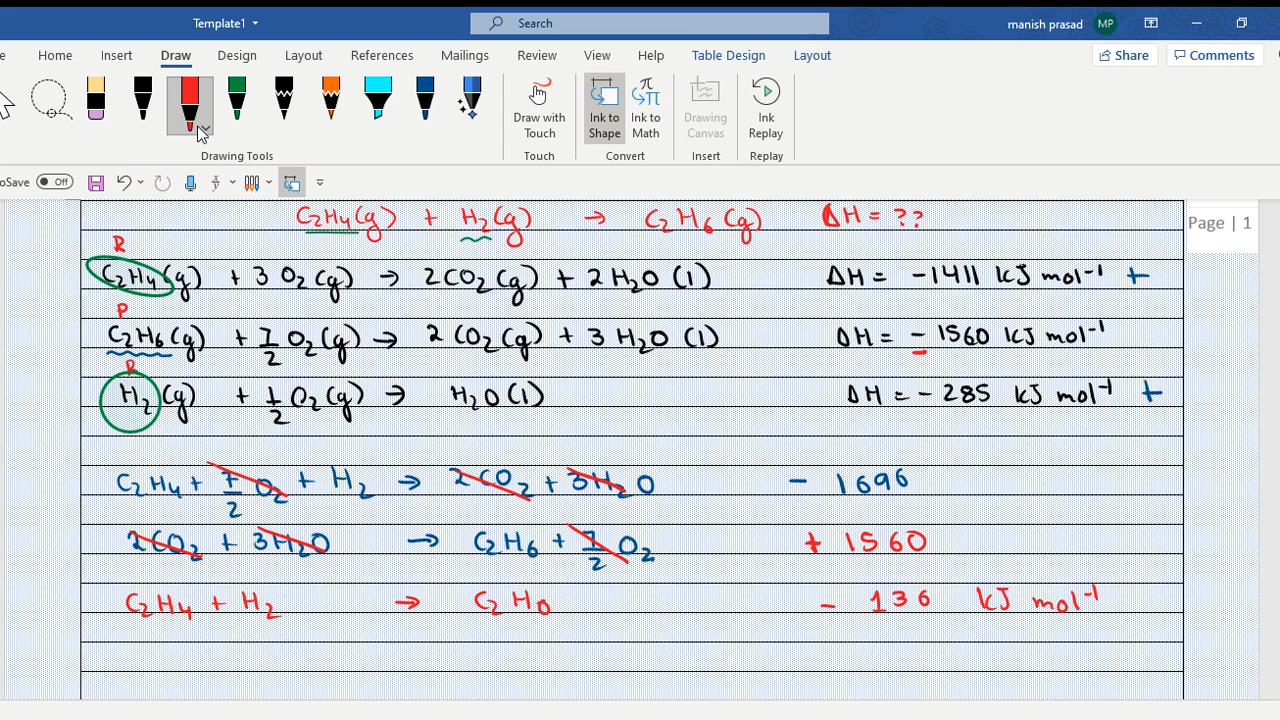 Template1
Search
manish prasad MP
Home Insert Draw Design Layout References Mailings Review View Help Table Design Layout
Share Comments
Draw with Touch
Ink to Shape
Ink to Math
Drawing Canvas
Ink Replay
Drawing Tools Touch Convert Insert Replay
Off
Page | 1
C₂H₄(g) + H₂(g) → C₂H₆(g) ΔH = ??
R
C₂H₄(g) + 3 O₂(g) → 2CO₂(g) + 2H₂O (l) ΔH = -1411 kJ mol⁻¹ +
P
C₂H₆(g) + 7/2 O₂(g) → 2 CO₂(g) + 3 H₂O (l) ΔH = - 1560 kJ mol⁻¹
R
H₂(g) + 1/2 O₂(g) → H₂O(l) ΔH = - 285 kJ mol⁻¹ +
C₂H₄ + 7/2 O₂ + H₂ → 2CO₂ + 3H₂O - 1696
2CO₂ + 3H₂O → C₂H₆ + 7/2 O₂ + 1560
C₂H₄ + H₂ → C₂H₆ - 136 kJ mol⁻¹